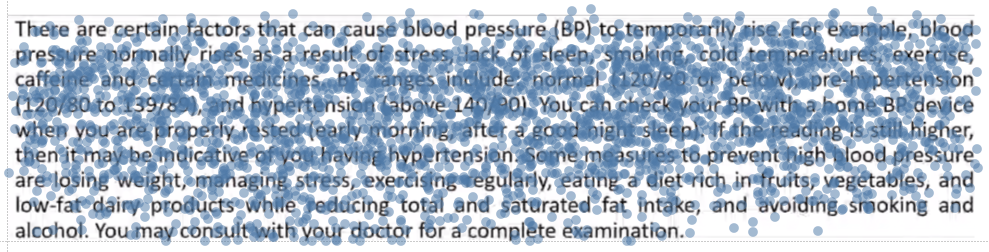 There are certain factors that can cause blood pressure (BP) to temporarily rise. For example, blood
pressure normally rises as a result of stress, lack of sleep, smoking, cold temperatures, exercise,
caffeine and certain medicines. BP ranges include: normal (120/80 or below), pre-hypertension
(120/80 to 139/89), and hypertension (above 140/90). You can check your BP with a home BP device
when you are properly rested (early morning, after a good night sleep). If the reading is still higher,
then it may be indicative of you having hypertension. Some measures to prevent high blood pressure
are losing weight, managing stress, exercising regularly, eating a diet rich in fruits, vegetables, and
low-fat dairy products while reducing total and saturated fat intake, and avoiding smoking and
alcohol. You may consult with your doctor for a complete examination.